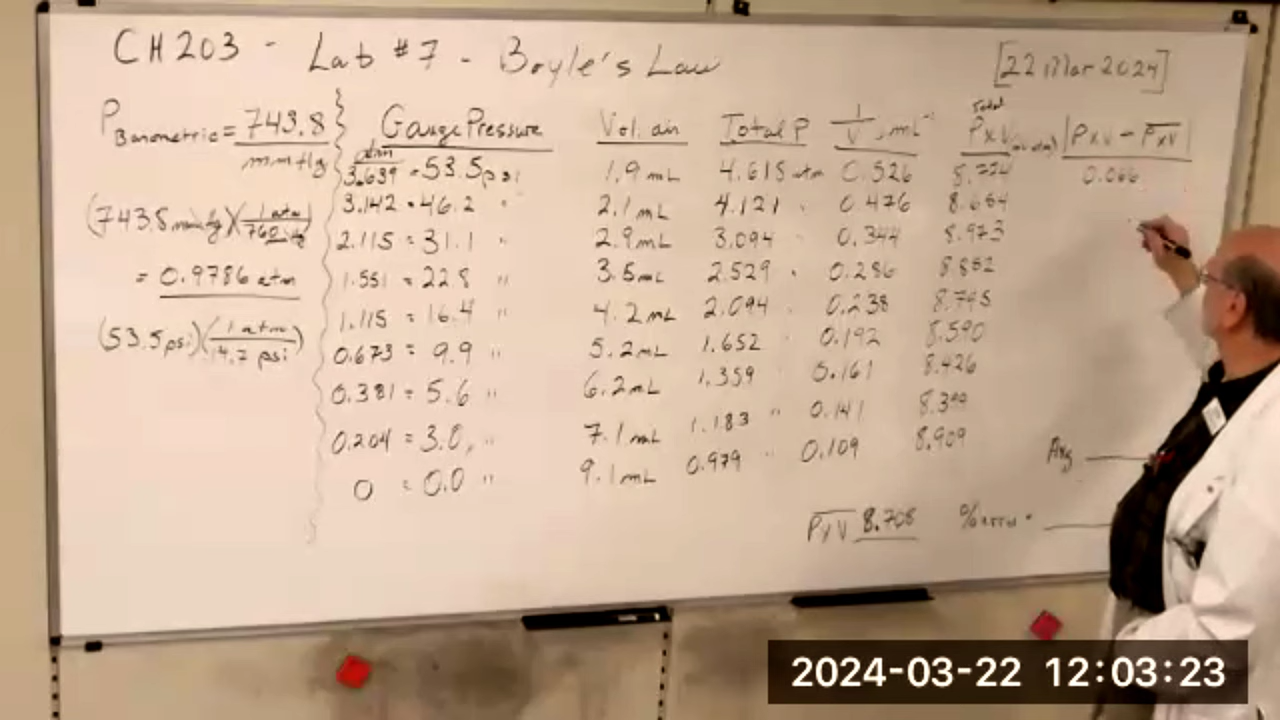 CH 203 - Lab #7 - Boyle's Law [22 Mar 2024]
P Barometric = 743.8 mmHg
(743.8 mmHg)(1 atm / 760 mmHg)
= 0.9786 atm
(53.5 psi)(1 atm / 14.7 psi)
Gauge Pressure Vol. air Total P 1/V, mL⁻¹ Total PxV |PxV - PxV|
atm
3.639 = 53.5 psi 1.9 mL 4.618 atm 0.526 8.774 0.066
3.142 = 46.2 " 2.1 mL 4.121 " 0.476 8.654
2.115 = 31.1 " 2.9 mL 3.094 " 0.344 8.973
1.551 = 22.8 " 3.5 mL 2.529 " 0.286 8.852
1.115 = 16.4 " 4.2 mL 2.094 " 0.238 8.795
0.673 = 9.9 " 5.2 mL 1.652 " 0.192 8.590
0.381 = 5.6 " 6.2 mL 1.359 " 0.161 8.426
0.204 = 3.0 " 7.1 mL 1.183 " 0.141
0 = 0.0 " 9.1 mL 0.979 " 0.109 8.909
Avg
PxV 8.708 % error =
2024-03-22 12:03:23